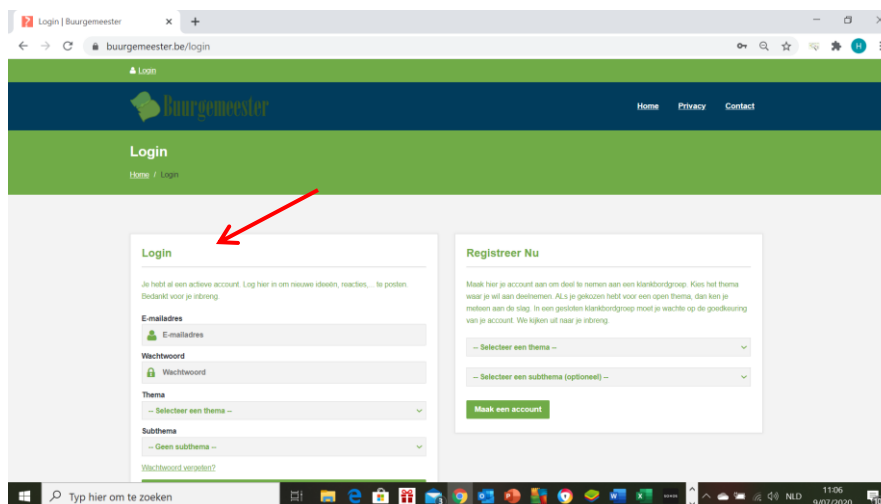 Login | Buurgemeester
buurgemeester.be/login
Login
Buurgemeester
Home Privacy Contact
Login
Home / Login
Login
Je hebt al een actieve account. Log hier in om nieuwe ideeën, reacties,... te posten.
Bedankt voor je inbreng.
E-mailadres
E-mailadres
Wachtwoord
Wachtwoord
Thema
-- Selecteer een thema --
Subthema
-- Geen subthema --
Wachtwoord vergeten?
Registreer Nu
Maak hier je account aan om deel te nemen aan een klankbordgroep. Kies het thema
waar je wil aan deelnemen. ALs je gekozen hebt voor een open thema, dan ken je
meteen aan de slag. In een gesloten klankbordgroep moet je wachte op de goedkeurng
van je account. We kijken uit naar je inbreng.
-- Selecteer een thema --
-- Selecteer een subthema (optioneel) --
Maak een account
Typ hier om te zoeken
NLD
11:06
9/07/2020